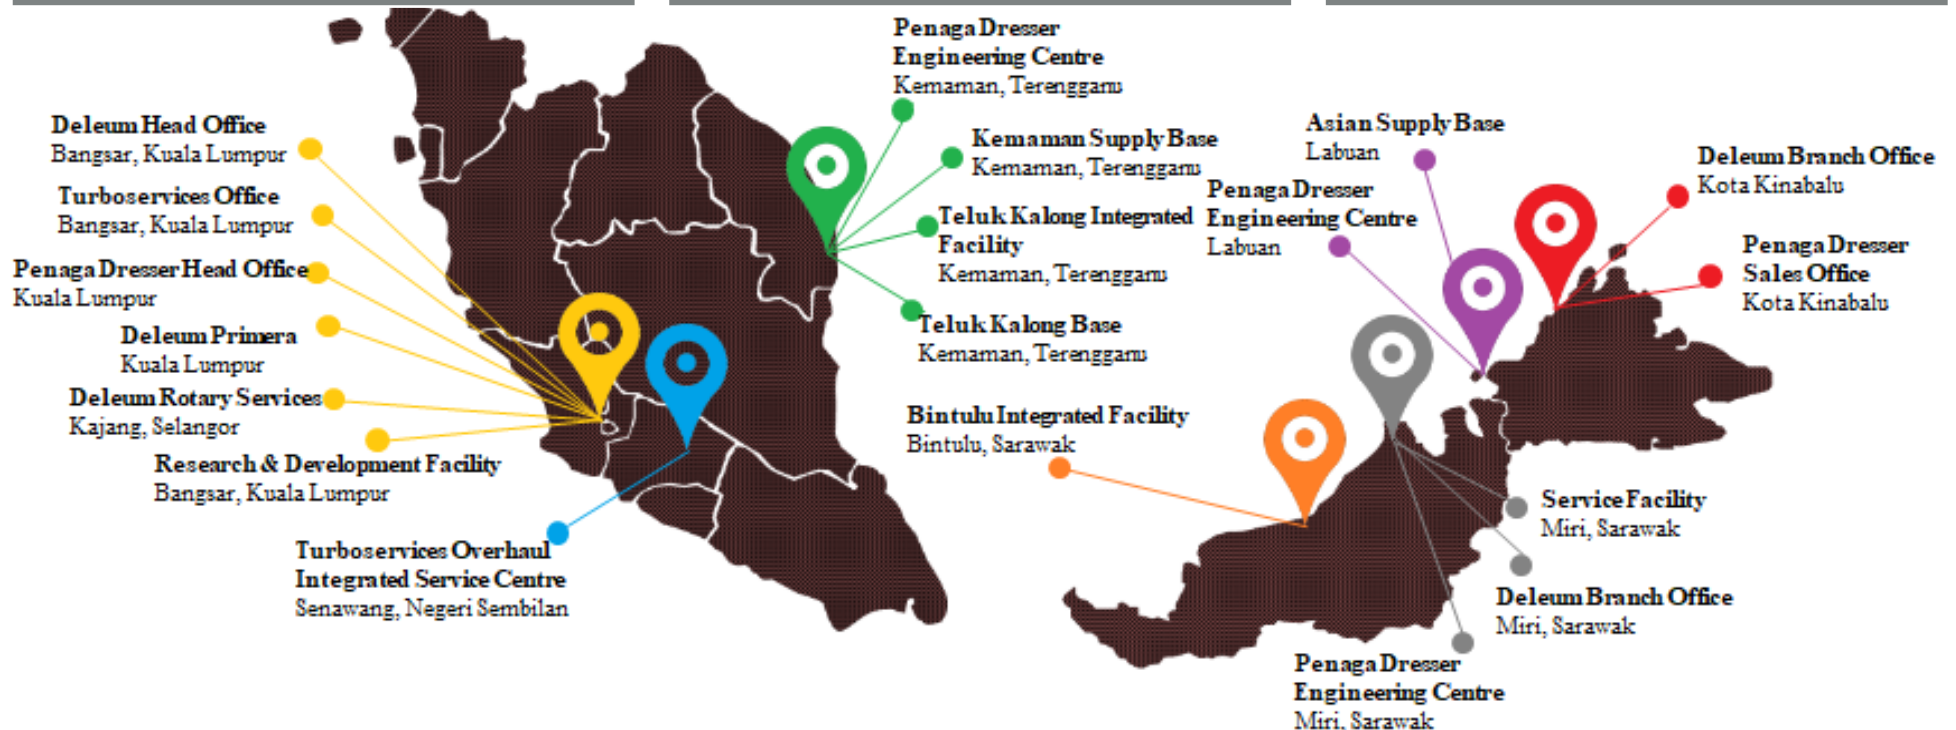 Deleum Head Office
Bangsar, Kuala Lumpur
Turboservices Office
Bangsar, Kuala Lumpur
Penaga Dresser Head Office
Kuala Lumpur
Deleum Primera
Kuala Lumpur
Deleum Rotary Services
Kajang, Selangor
Research & Development Facility
Bangsar, Kuala Lumpur
Turboservices Overhaul
Integrated Service Centre
Senawang, Negeri Sembilan
Penaga Dresser
Engineering Centre
Kemaman, Terengganu
Kemaman Supply Base
Kemaman, Terengganu
Teluk Kalong Integrated
Facility
Kemaman, Terengganu
Teluk Kalong Base
Kemaman, Terengganu
Bintulu Integrated Facility
Bintulu, Sarawak
Asian Supply Base
Labuan
Penaga Dresser
Engineering Centre
Labuan
Deleum Branch Office
Kota Kinabalu
Penaga Dresser
Sales Office
Kota Kinabalu
Service Facility
Miri, Sarawak
Deleum Branch Office
Miri, Sarawak
Penaga Dresser
Engineering Centre
Miri, Sarawak